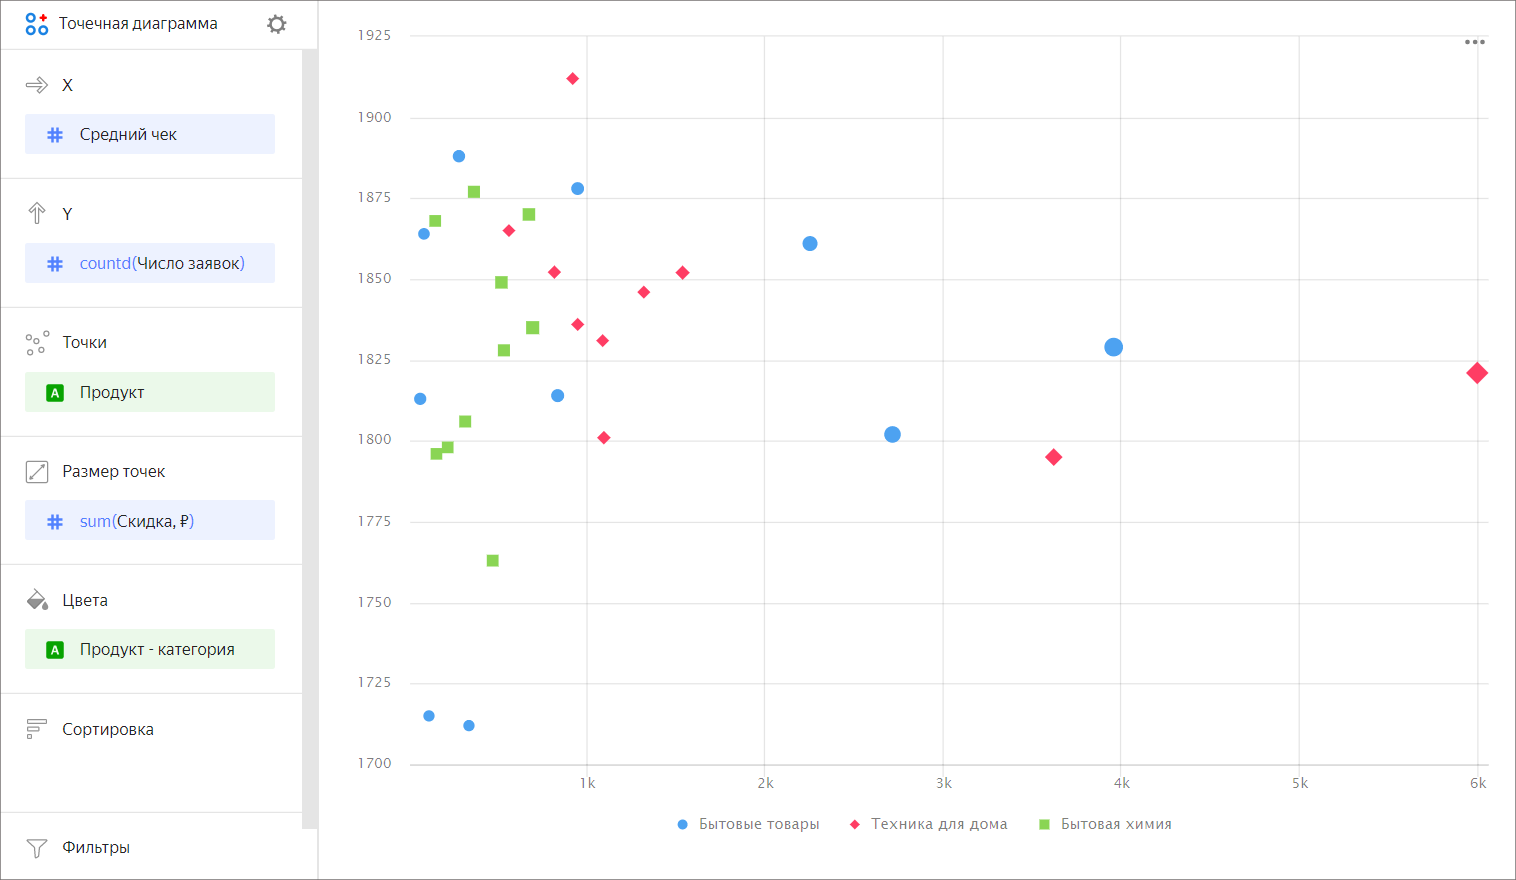 Точечная диаграмма
X
Средний чек
Y
countd(Число заявок)
Точки
A Продукт
Размер точек
sum(Скидка, ₽)
Цвета
A Продукт - категория
Сортировка
Фильтры
1925
1900
1875
1850
1825
1800
1775
1750
1725
1700
1k 2k 3k 4k 5k 6k
Бытовые товары Техника для дома Бытовая химия